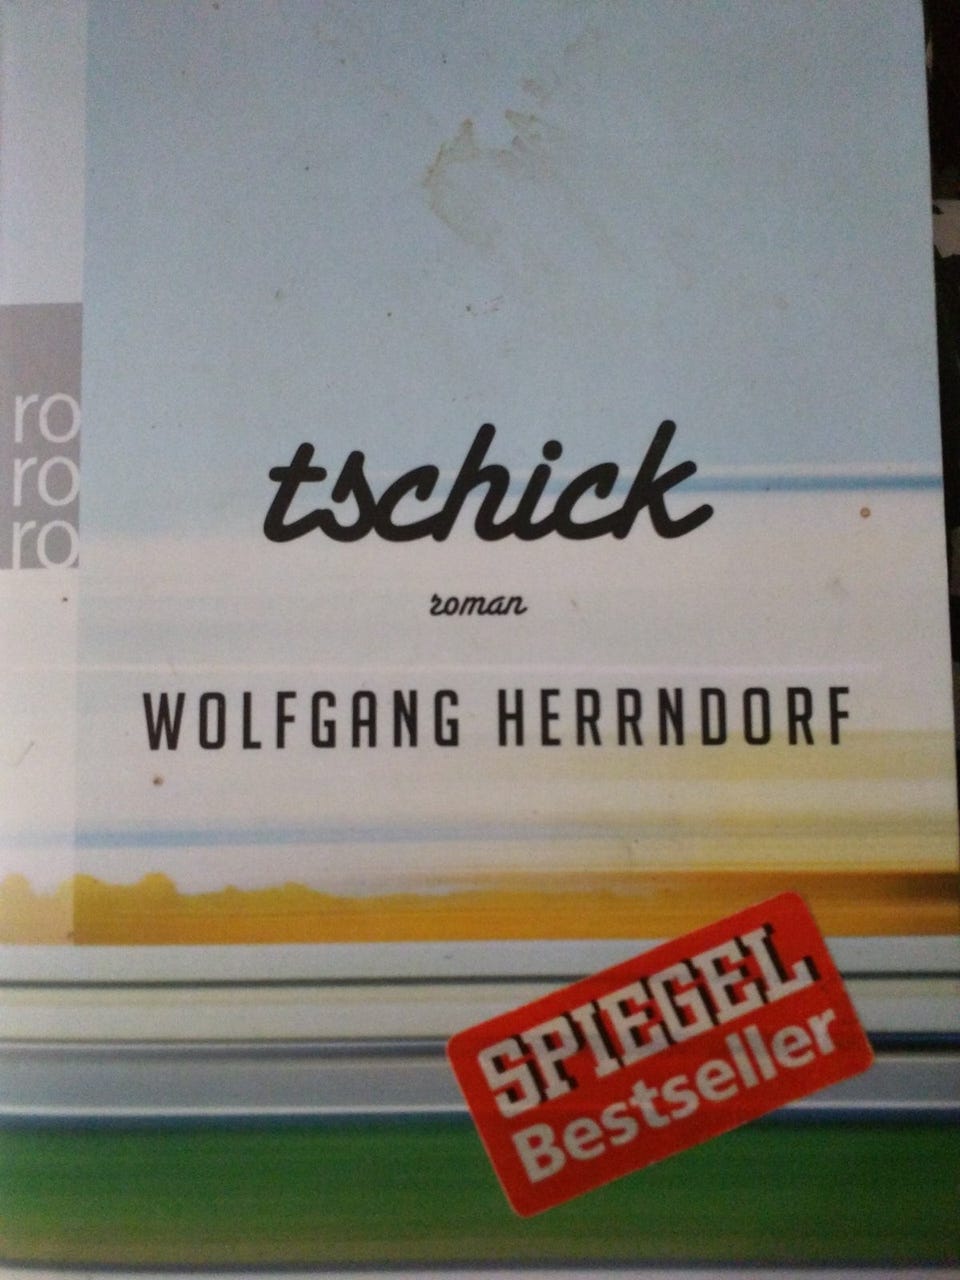 ro
ro
ro
tschick
roman
WOLFGANG HERRNDORF
SPIEGEL
Bestseller